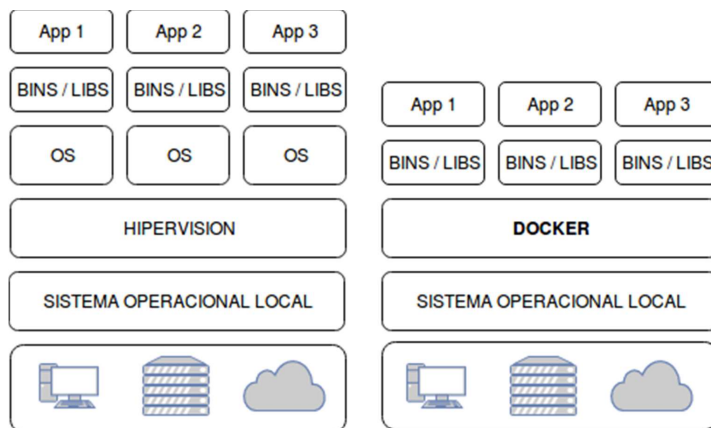 App 1 App 2 App 3
BINS / LIBS BINS / LIBS BINS / LIBS
OS OS OS
HIPERVISION
SISTEMA OPERACIONAL LOCAL
App 1 App 2 App 3
BINS / LIBS BINS / LIBS BINS / LIBS
DOCKER
SISTEMA OPERACIONAL LOCAL